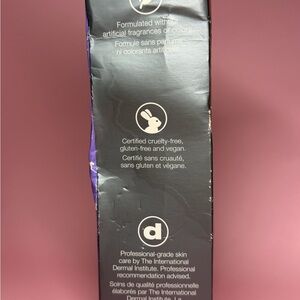 Formulated without
artificial fragrances or colors.
Formule sans parfums
ni colorants artificiels.
Certified cruelty-free,
gluten-free and vegan.
Certifié sans cruauté,
sans gluten et végane.
d
Professional-grade skin
care by The International
Dermal Institute. Professional
recommendation advised.
Soins de qualité professionnelle
élaborés par The International
Dermal Institute. La